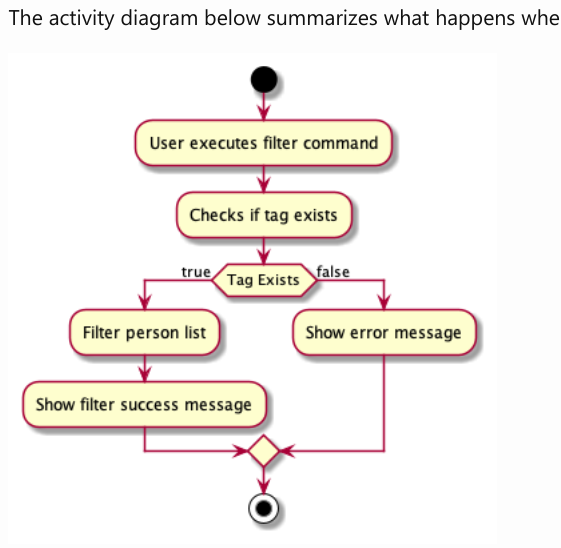 The activity diagram below summarizes what happens whe
User executes filter command
Checks if tag exists
true
Tag Exists
false
Filter person list
Show error message
Show filter success message